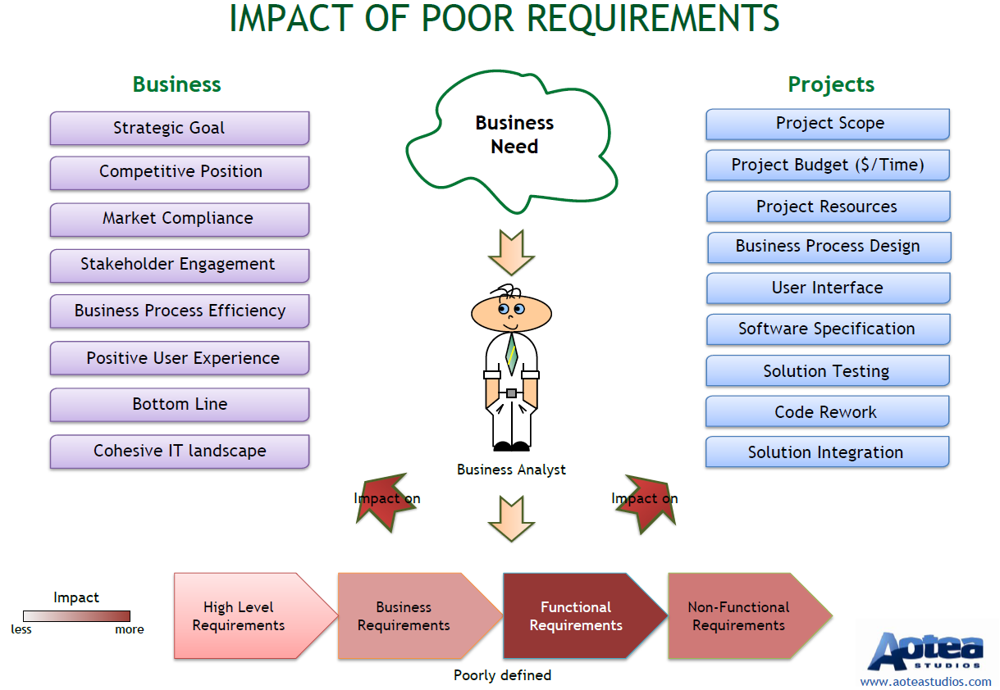 IMPACT OF POOR REQUIREMENTS
Business
Strategic Goal
Competitive Position
Market Compliance
Stakeholder Engagement
Business Process Efficiency
Positive User Experience
Bottom Line
Cohesive IT landscape
Business
Need
Business Analyst
Projects
Project Scope
Project Budget ($/Time)
Project Resources
Business Process Design
User Interface
Software Specification
Solution Testing
Code Rework
Solution Integration
Impact on
Impact on
Impact
less
more
High Level
Requirements
Business
Requirements
Functional
Requirements
Non-Functional
Requirements
Poorly defined
Aotea
STUDIOS
www.aoteastudios.com